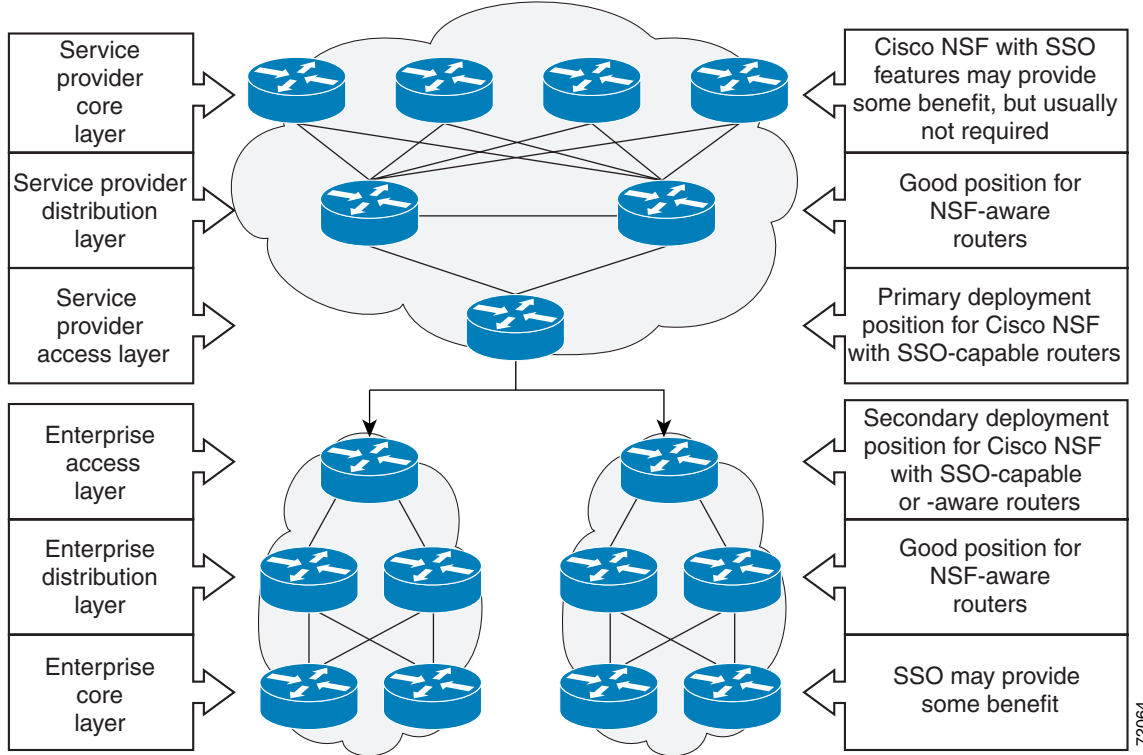 Service
provider
core
layer
Cisco NSF with SSO
features may provide
some benefit, but usually
not required
Service provider
distribution
layer
Good position for
NSF-aware
routers
Service
provider
access layer
Primary deployment
position for Cisco NSF
with SSO-capable routers
Enterprise
access
layer
Secondary deployment
position for Cisco NSF
with SSO-capable
or -aware routers
Enterprise
distribution
layer
Good position for
NSF-aware
routers
Enterprise
core
layer
SSO may provide
some benefit
72064